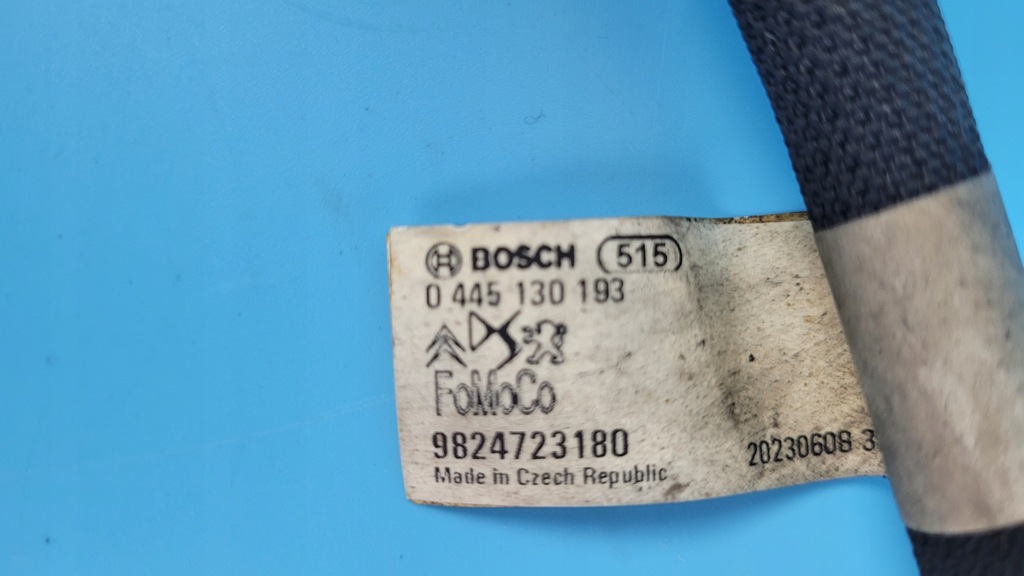 BOSCH 515
0 445 130 193
FoMoCo
9824723180
20230608 3
Made in Czech Republic